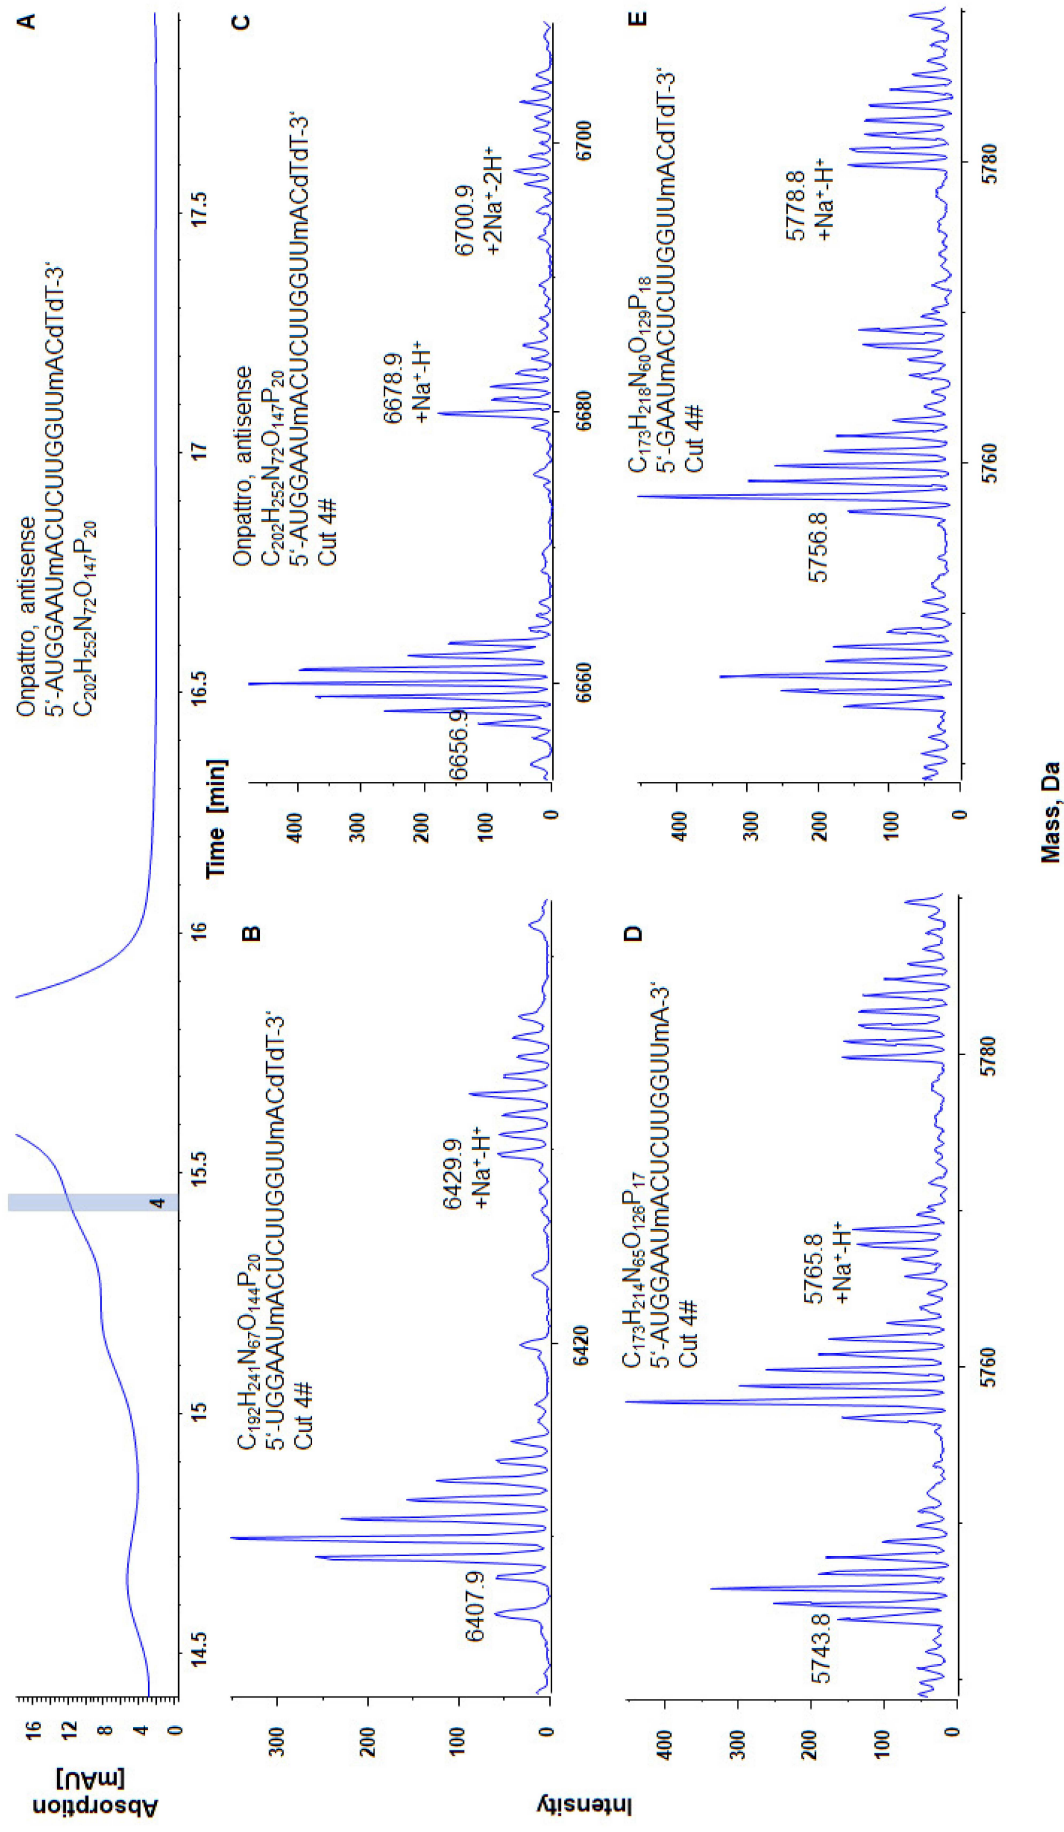 A
Onpattro, antisense
5‘-AUGGAAUmACUCUUGGUUmACdTdT-3‘
C₂₀₂H₂₅₂N₇₂O₁₄₇P₂₀
Absorption
[mAU]
16
12
8
4
0
4
14.5
15
15.5
16
16.5
17
17.5
Time [min]
B
C₁₉₂H₂₄₁N₆₇O₁₄₄P₂₀
5‘-UGGAAUmACUCUUGGUUmACdTdT-3‘
Cut 4#
300
200
100
0
6407.9
6429.9
+Na⁺-H⁺
6420
C
Onpattro, antisense
C₂₀₂H₂₅₂N₇₂O₁₄₇P₂₀
5‘-AUGGAAUmACUCUUGGUUmACdTdT-3‘
Cut 4#
400
300
200
100
0
6656.9
6678.9
+Na⁺-H⁺
6700.9
+2Na⁺-2H⁺
6660
6680
6700
Intensity
D
C₁₇₃H₂₁₄N₆₅O₁₂₆P₁₇
5‘-AUGGAAUmACUCUUGGUUmA-3‘
Cut 4#
400
300
200
100
0
5743.8
5765.8
+Na⁺-H⁺
5760
5780
E
C₁₇₃H₂₁₈N₆₀O₁₂₉P₁₈
5‘-GAAUmACUCUUGGUUmACdTdT-3‘
Cut 4#
400
300
200
100
0
5756.8
5778.8
+Na⁺-H⁺
5760
5780
Mass, Da